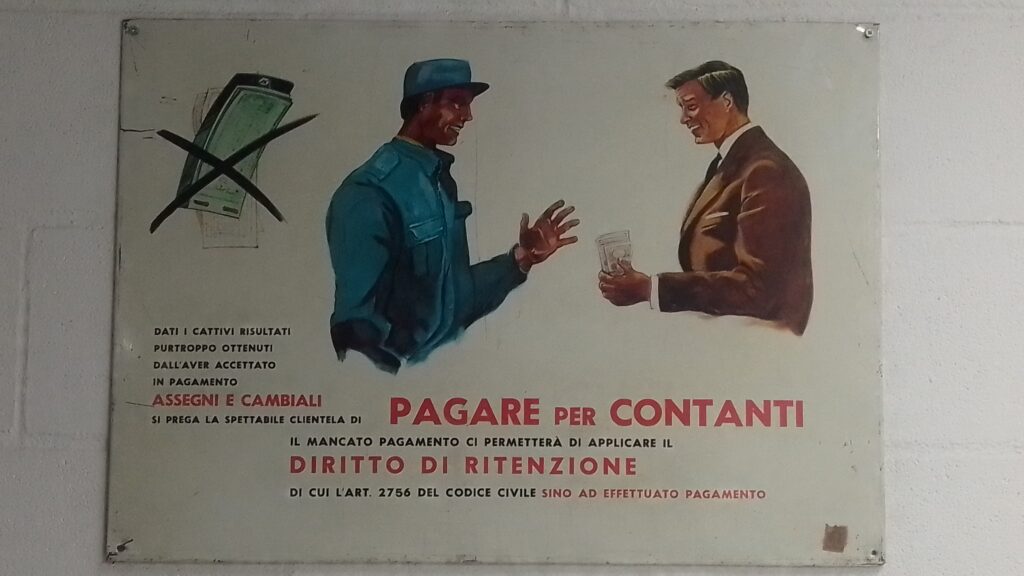 DATI I CATTIVI RISULTATI
PURTROPPO OTTENUTI
DALL'AVER ACCETTATO
IN PAGAMENTO
ASSEGNI E CAMBIALI
SI PREGA LA SPETTABILE CLIENTELA DI PAGARE PER CONTANTI
IL MANCATO PAGAMENTO CI PERMETTERÀ DI APPLICARE IL
DIRITTO DI RITENZIONE
DI CUI L'ART. 2756 DEL CODICE CIVILE SINO AD EFFETTUATO PAGAMENTO